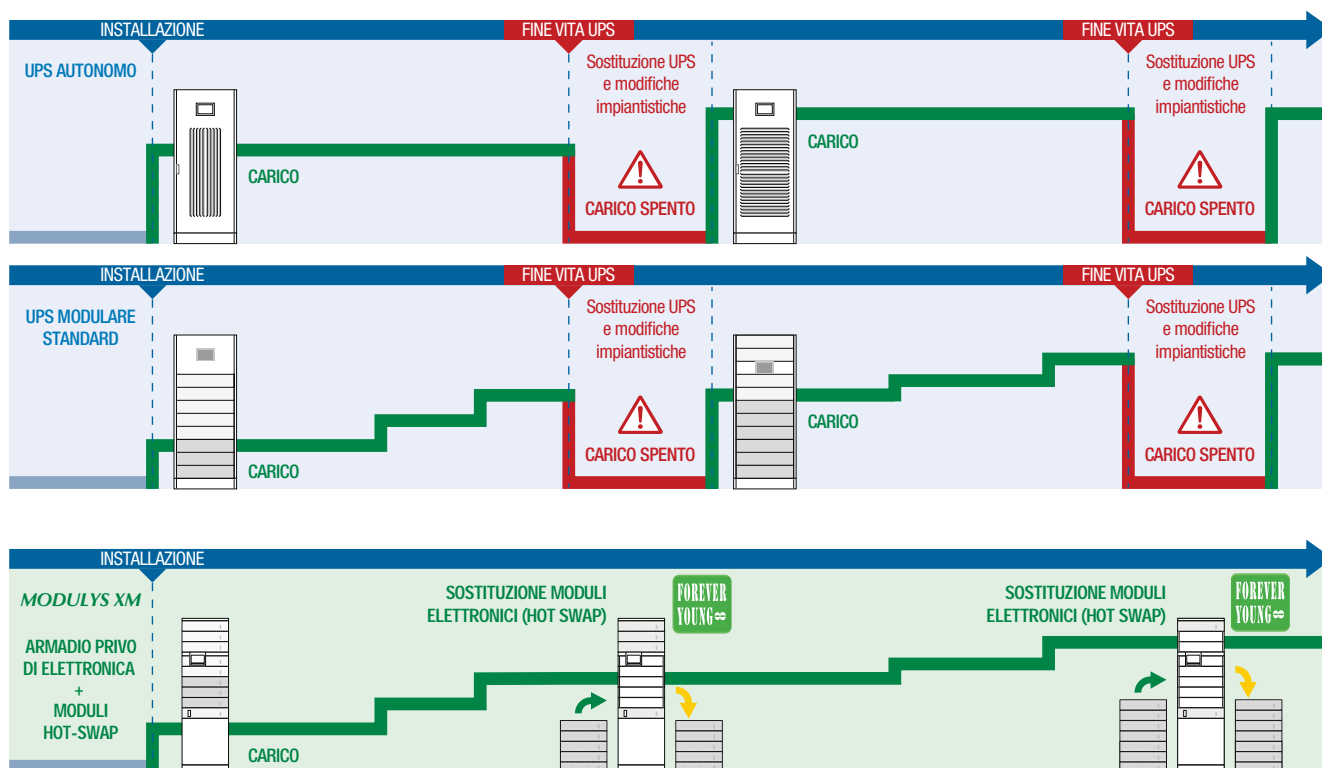 INSTALLAZIONE
FINE VITA UPS
FINE VITA UPS
UPS AUTONOMO
Sostituzione UPS
e modifiche
impiantistiche
Sostituzione UPS
e modifiche
impiantistiche
CARICO
CARICO
CARICO SPENTO
CARICO SPENTO
INSTALLAZIONE
FINE VITA UPS
FINE VITA UPS
UPS MODULARE
STANDARD
Sostituzione UPS
e modifiche
impiantistiche
Sostituzione UPS
e modifiche
impiantistiche
CARICO
CARICO
CARICO SPENTO
CARICO SPENTO
INSTALLAZIONE
MODULYS XM
ARMADIO PRIVO
DI ELETTRONICA
+
MODULI
HOT-SWAP
CARICO
SOSTITUZIONE MODULI
ELETTRONICI (HOT SWAP)
FOREVER
YOUNG∞
SOSTITUZIONE MODULI
ELETTRONICI (HOT SWAP)
FOREVER
YOUNG∞